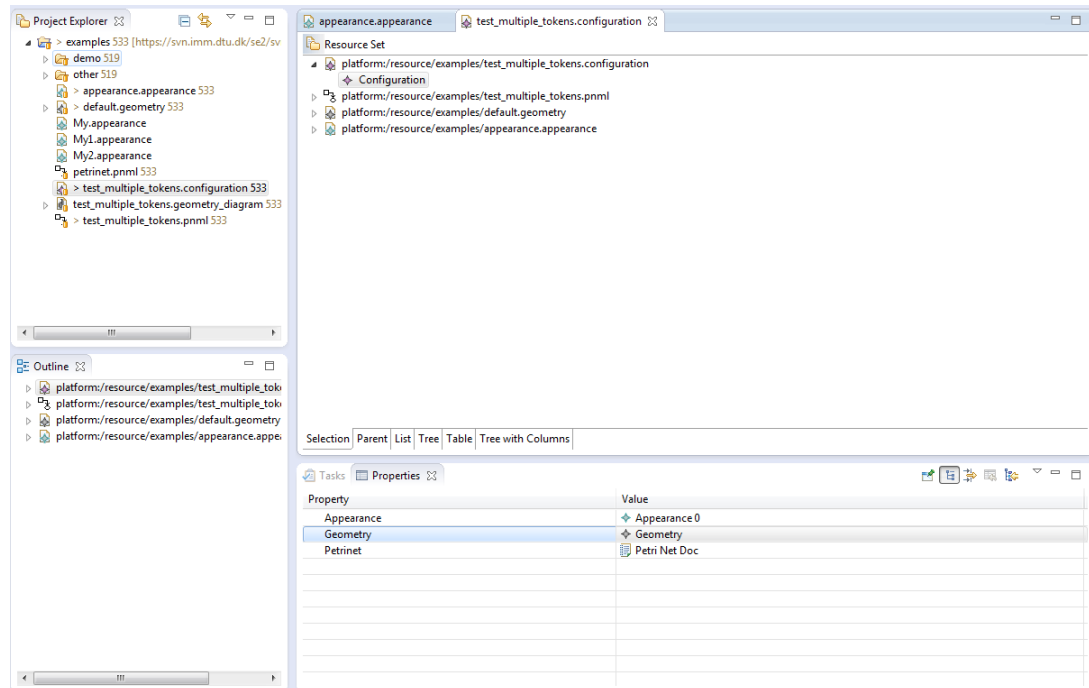 Project Explorer
> examples 533 [https://svn.imm.dtu.dk/se2/sv
demo 519
other 519
> appearance.appearance 533
> default.geometry 533
My.appearance
My1.appearance
My2.appearance
petrinet.pnml 533
> test_multiple_tokens.configuration 533
test_multiple_tokens.geometry_diagram 533
> test_multiple_tokens.pnml 533
Outline
platform:/resource/examples/test_multiple_tok
platform:/resource/examples/test_multiple_tok
platform:/resource/examples/default.geometry
platform:/resource/examples/appearance.appe
appearance.appearance
test_multiple_tokens.configuration
Resource Set
platform:/resource/examples/test_multiple_tokens.configuration
Configuration
platform:/resource/examples/test_multiple_tokens.pnml
platform:/resource/examples/default.geometry
platform:/resource/examples/appearance.appearance
Selection Parent List Tree Table Tree with Columns
Tasks Properties
Property Value
Appearance Appearance 0
Geometry Geometry
Petrinet Petri Net Doc